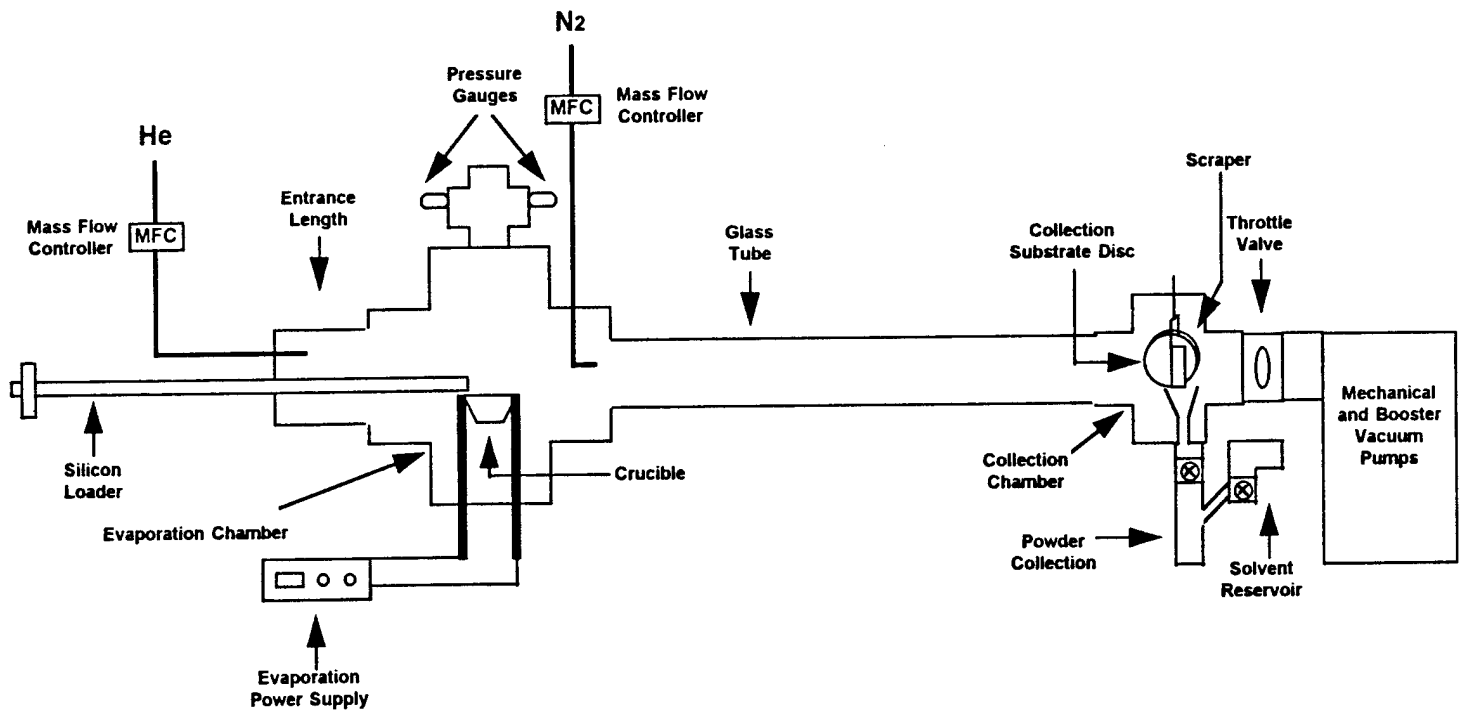 N2
Pressure
Gauges
MFC
Mass Flow
Controller
He
Mass Flow
Controller
MFC
Entrance
Length
Glass
Tube
Collection
Substrate Disc
Scraper
Throttle
Valve
Mechanical
and Booster
Vacuum
Pumps
Silicon
Loader
Evaporation Chamber
Crucible
Collection
Chamber
Powder
Collection
Solvent
Reservoir
Evaporation
Power Supply